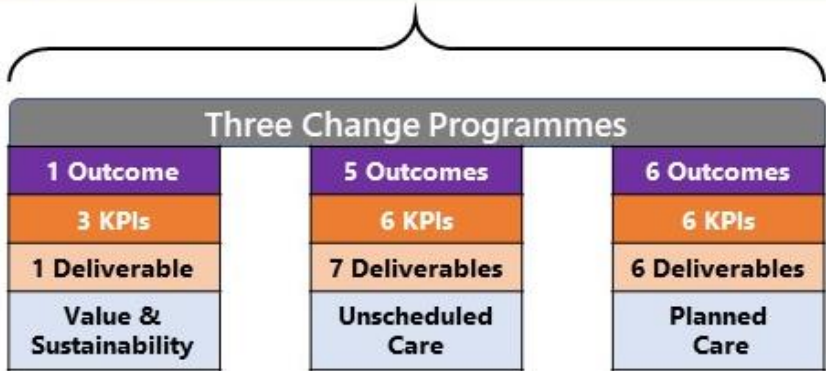 Three Change Programmes
1 Outcome
3 KPIs
1 Deliverable
Value &
Sustainability
5 Outcomes
6 KPIs
7 Deliverables
Unscheduled
Care
6 Outcomes
6 KPIs
6 Deliverables
Planned
Care